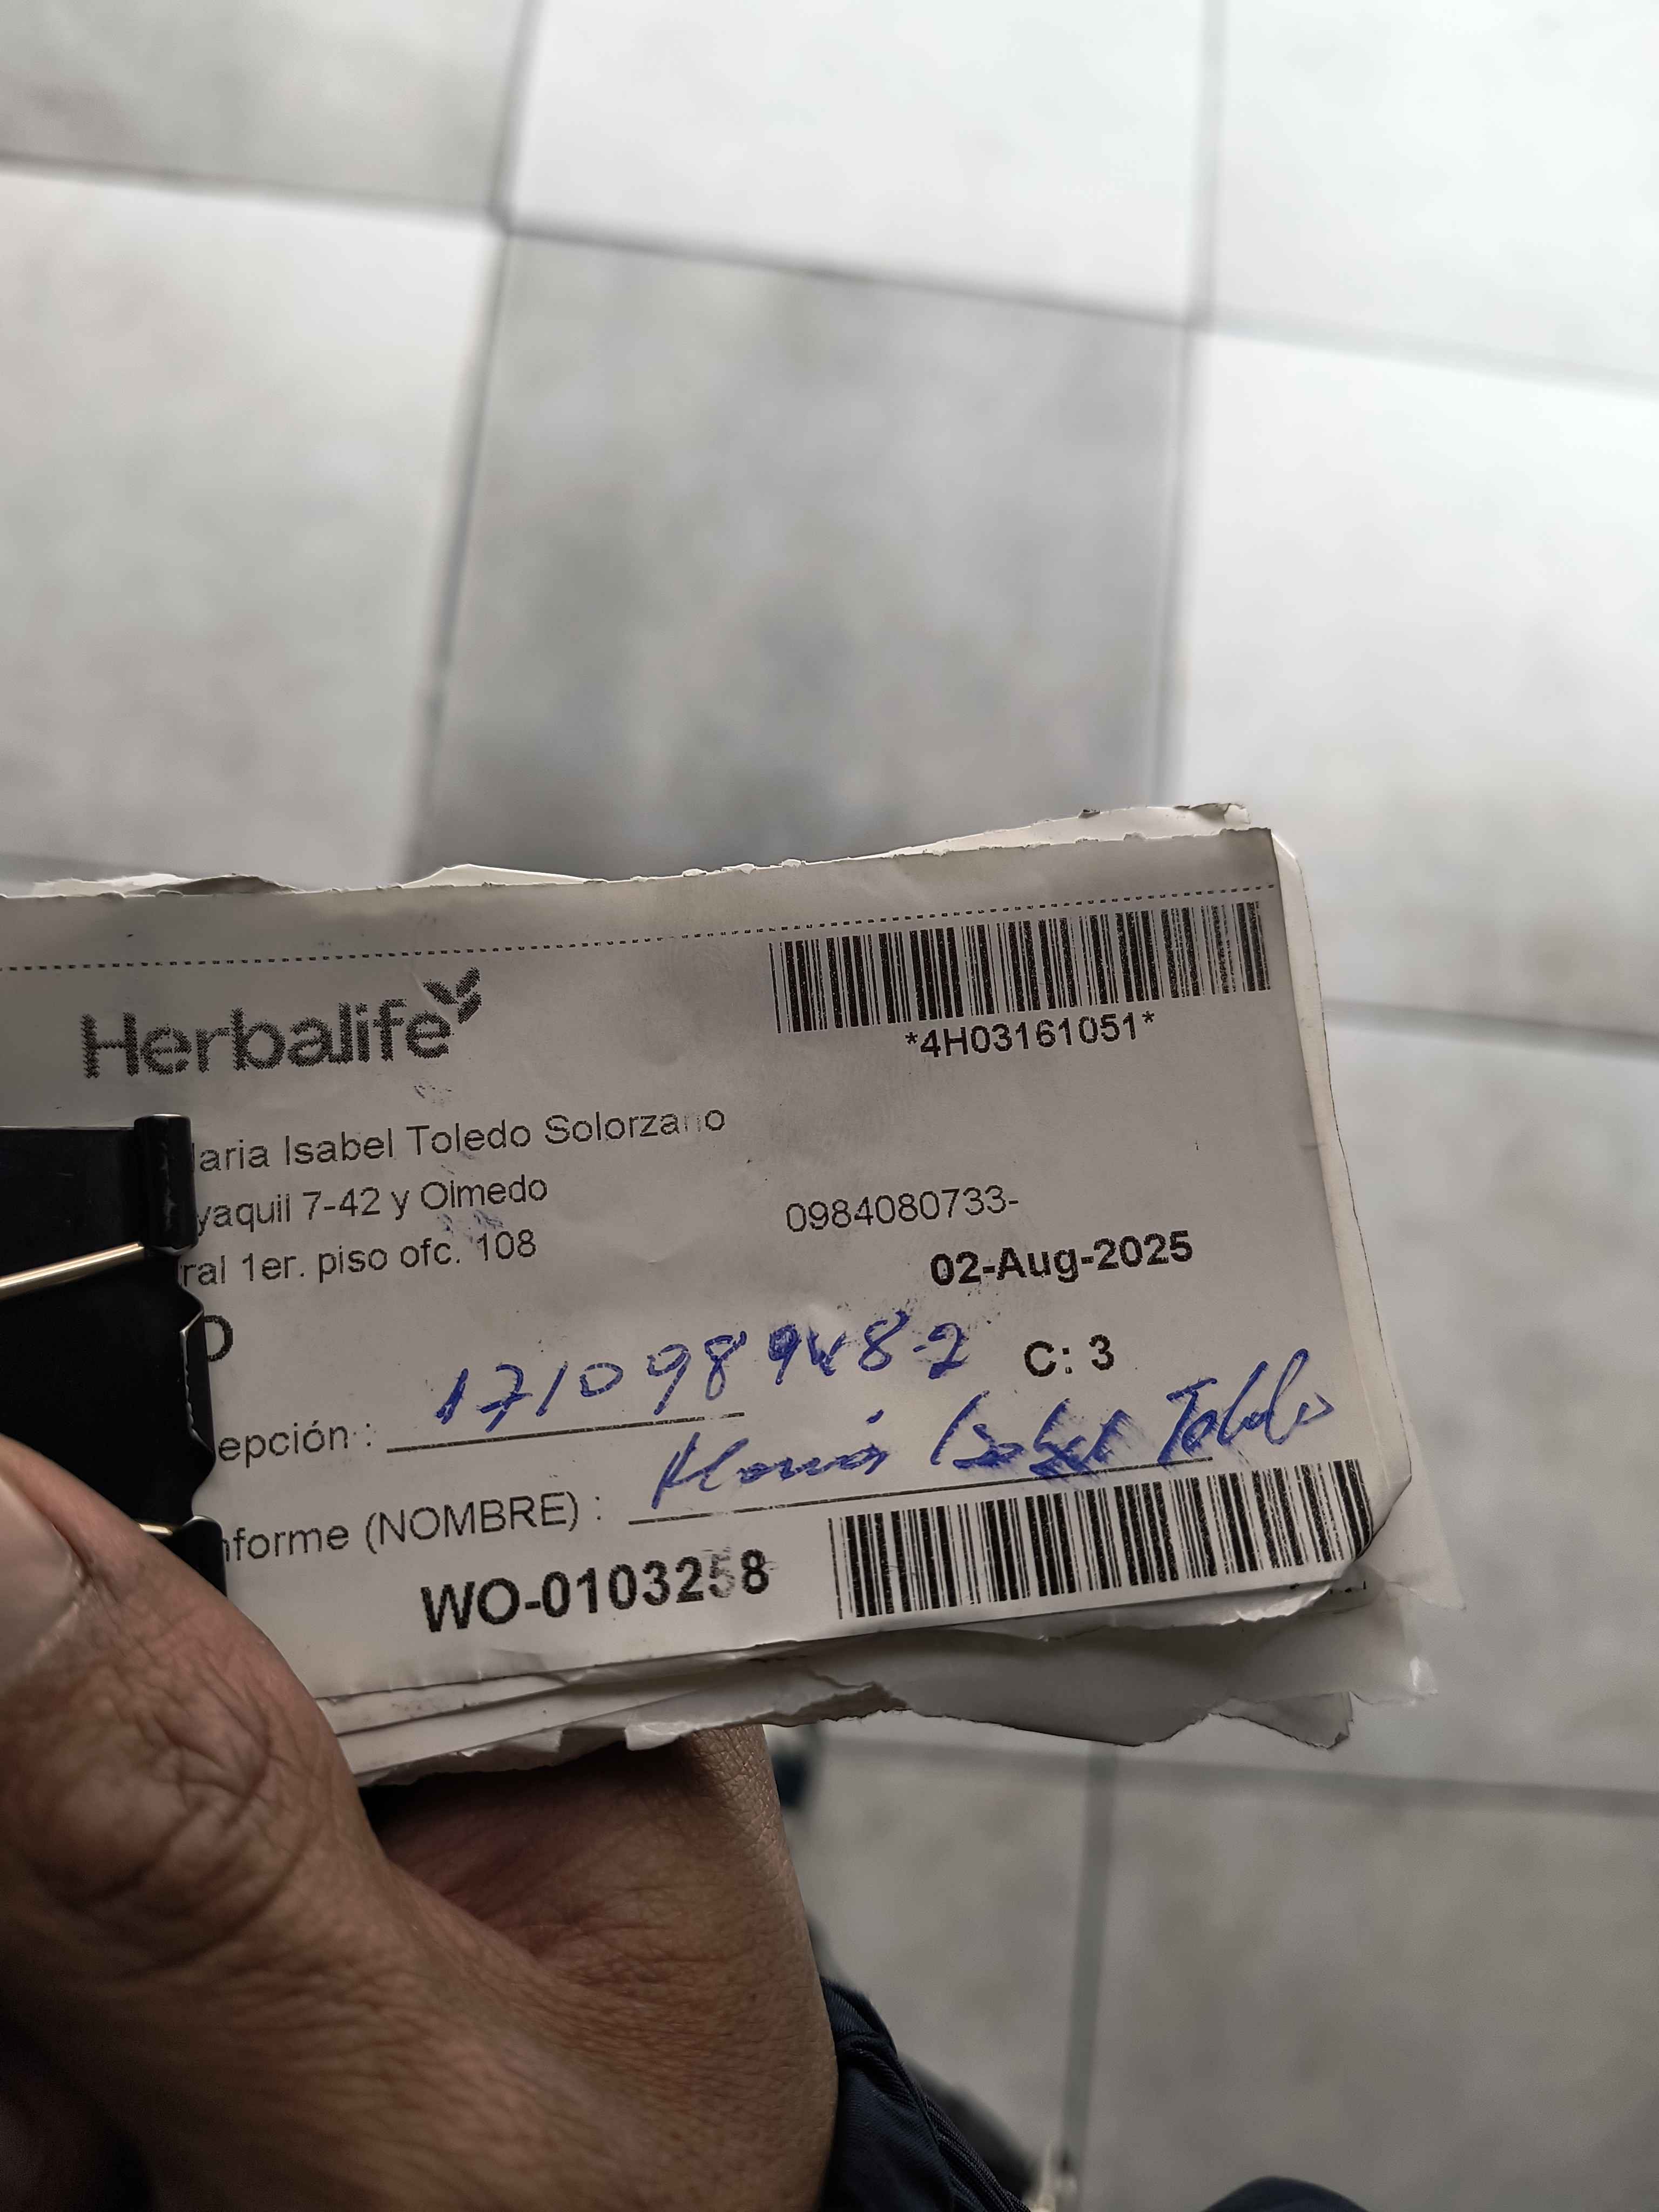 Herbalife
*4H03161051*
aria Isabel Toledo Solorzano
yaquil 7-42 y Olmedo
0984080733-
ral 1er. piso ofc. 108
02-Aug-2025
O
C: 3
epción : 171098948-2
nforme (NOMBRE) : María Isabel Toledo
WO-0103258